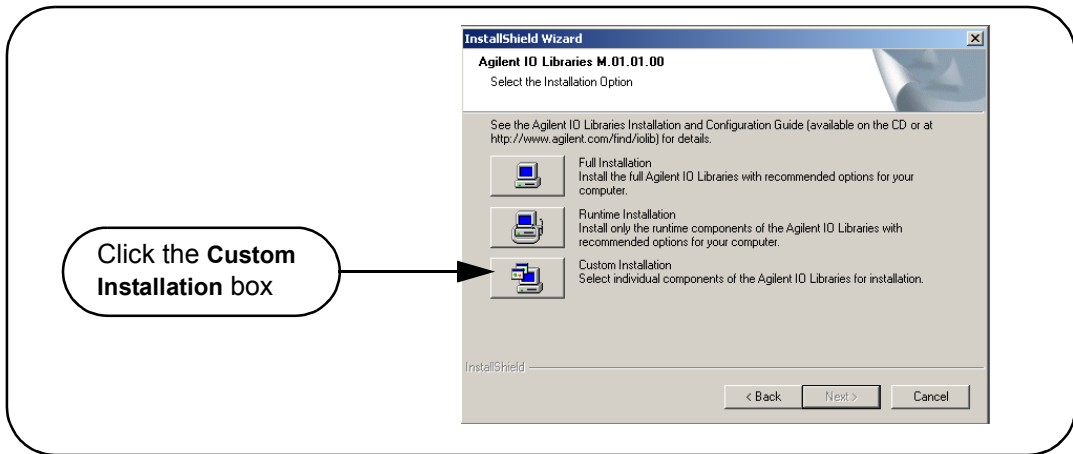 InstallShield Wizard
Agilent IO Libraries M.01.01.00
Select the Installation Option
See the Agilent IO Libraries Installation and Configuration Guide (available on the CD or at
http://www.agilent.com/find/iolib) for details.
Full Installation
Install the full Agilent IO Libraries with recommended options for your
computer.
Runtime Installation
Install only the runtime components of the Agilent IO Libraries with
recommended options for your computer.
Click the Custom
Installation box
Custom Installation
Select individual components of the Agilent IO Libraries for installation.
InstallShield
< Back
Next >
Cancel